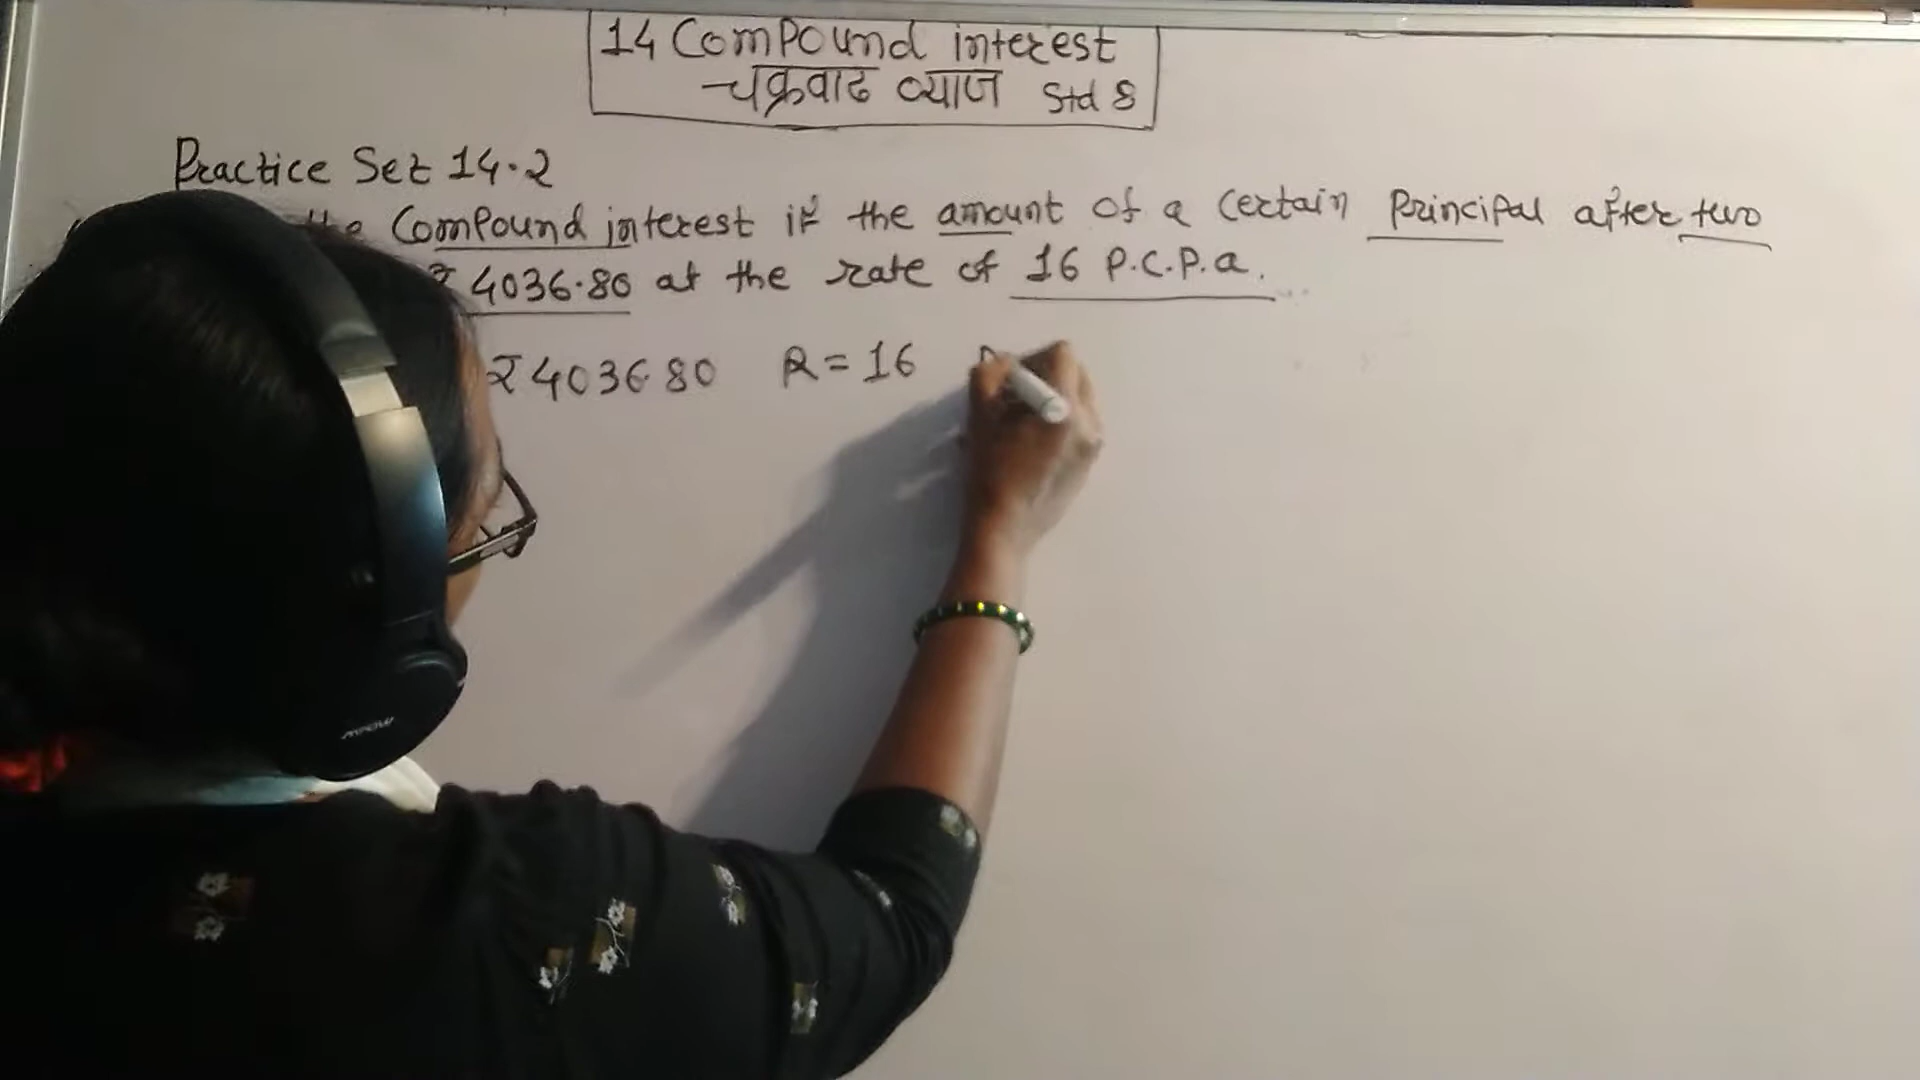 14 Compound interest
चक्रवाढ व्याज Std 8
Practice Set 14.2
the Compound interest if the amount of a certain Principal after two
₹ 4036.80 at the rate of 16 P.C.P.a.
₹ 4036.80 R = 16